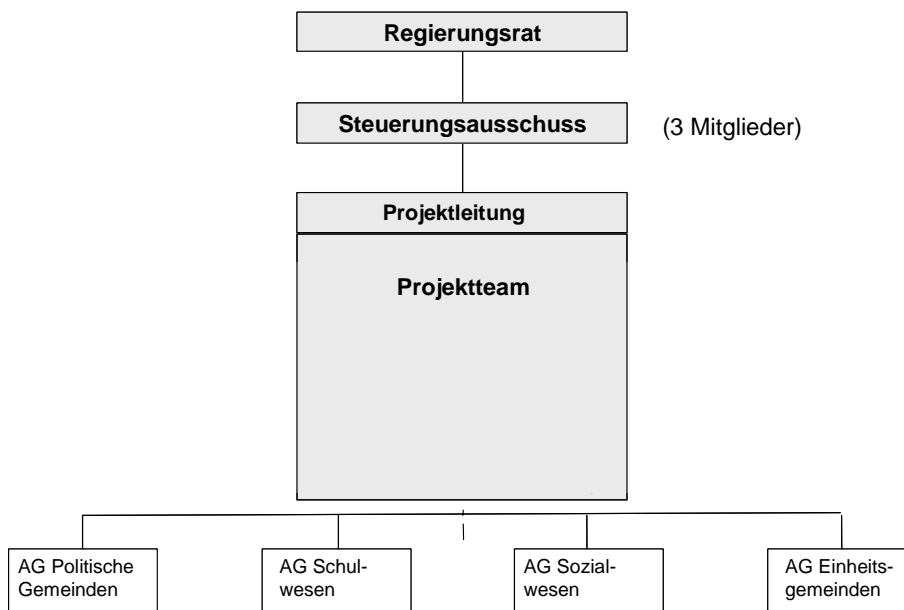 Regierungsrat
Steuerungsausschuss
(3 Mitglieder)
Projektleitung
Projektteam
AG Politische
Gemeinden
AG Schul-
wesen
AG Sozial-
wesen
AG Einheits-
gemeinden